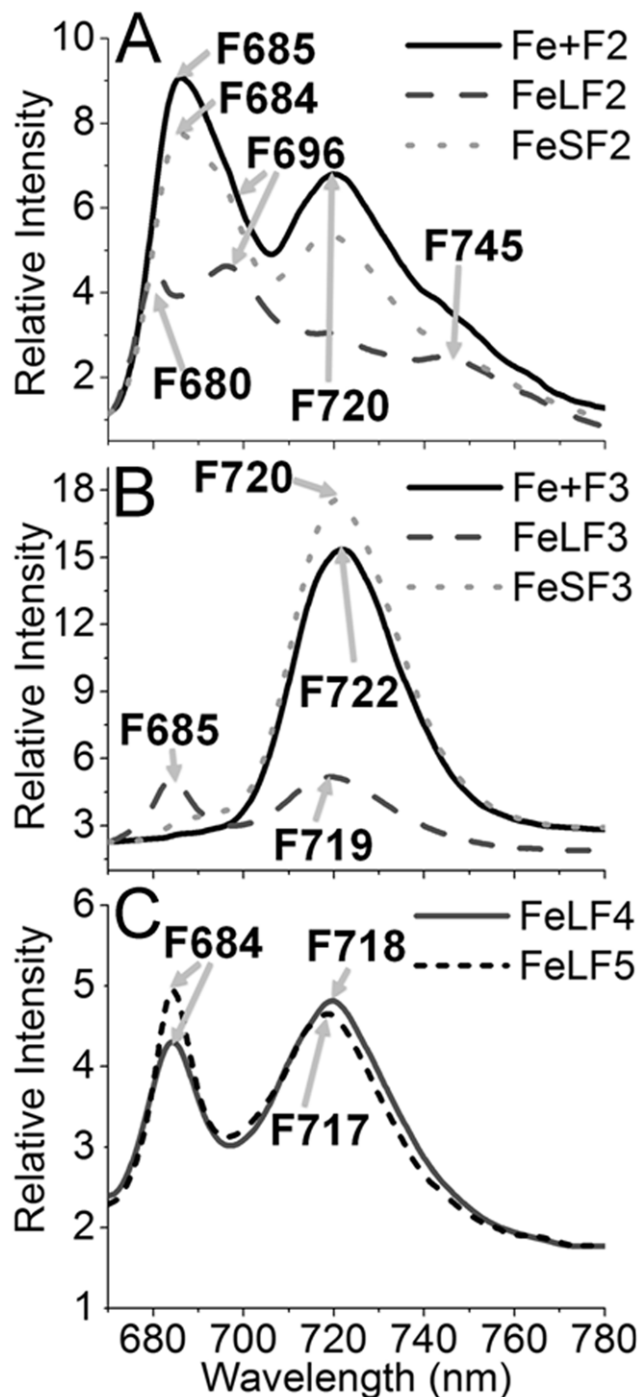 A
F685
F684
F696
F745
F680
F720
Fe+F2
FeLF2
FeSF2
10
8
6
4
2
Relative Intensity
B
F720
F722
F685
F719
Fe+F3
FeLF3
FeSF3
18
15
12
9
6
3
Relative Intensity
C
F684
F718
F717
FeLF4
FeLF5
6
5
4
3
2
1
Relative Intensity
680 700 720 740 760 780
Wavelength (nm)